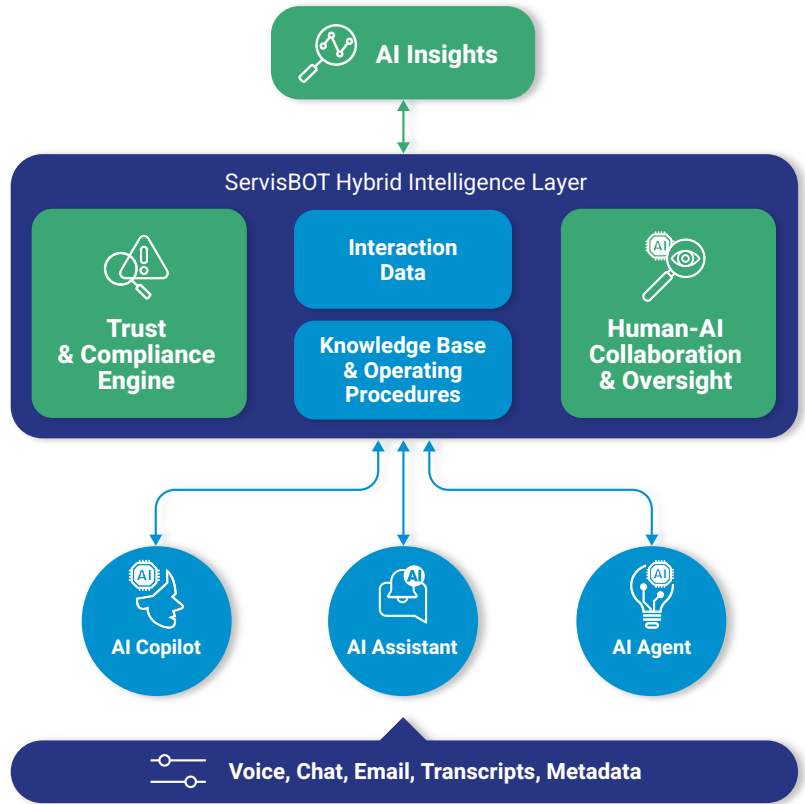 AI Insights
ServisBOT Hybrid Intelligence Layer
Trust
& Compliance
Engine
Interaction
Data
Knowledge Base
& Operating
Procedures
AI
Human-AI
Collaboration
& Oversight
AI
AI Copilot
AI
AI Assistant
AI
AI Agent
Voice, Chat, Email, Transcripts, Metadata